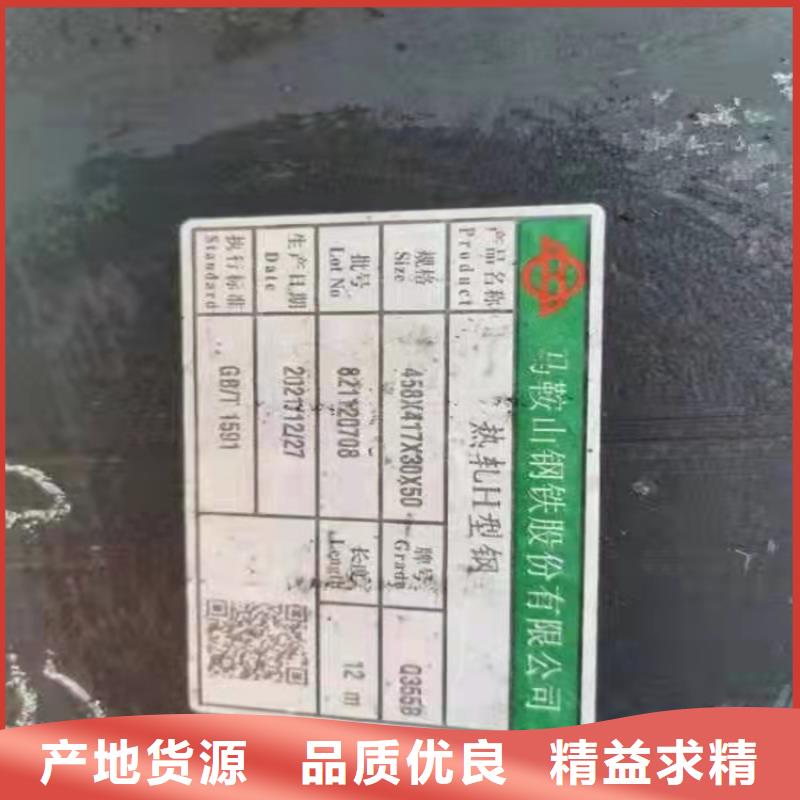 马鞍山钢铁股份有限公司
产品名称 热轧H型钢
Product
规格 458X417X30X50 牌号 Q355B
Size Grade
批号 821120708 长度 12 m
Lot No Length
生产日期 2021/12/27
Date
执行标准 GB/T 1591
Standard
产地货源 品质优良 精益求精